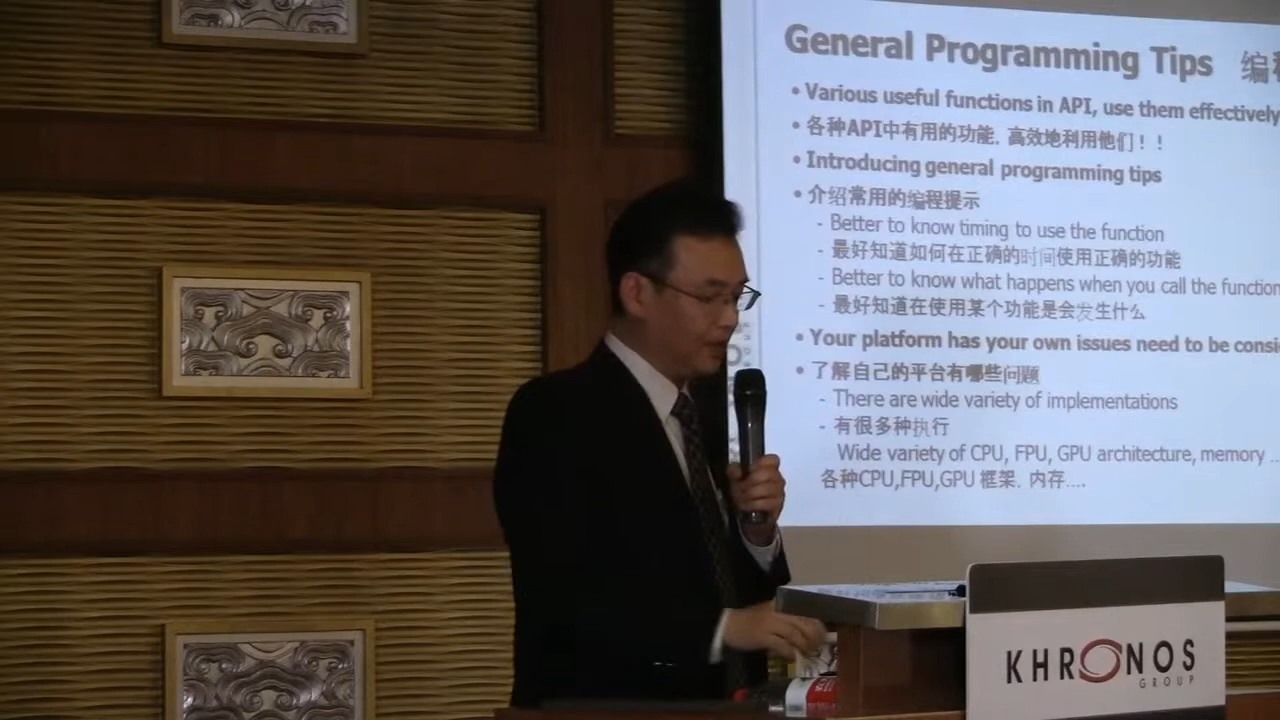 General Programming Tips 编程
• Various useful functions in API, use them effectively
• 各种API中有用的功能. 高效地利用他们！！
• Introducing general programming tips
• 介绍常用的编程提示
- Better to know timing to use the function
- 最好知道如何在正确的时间使用正确的功能
- Better to know what happens when you call the function
- 最好知道在使用某个功能是会发生什么
• Your platform has your own issues need to be consi
• 了解自己的平台有哪些问题
- There are wide variety of implementations
- 有很多种执行
Wide variety of CPU, FPU, GPU architecture, memory ..
各种CPU,FPU,GPU 框架. 内存....
KHRONOS
GROUP